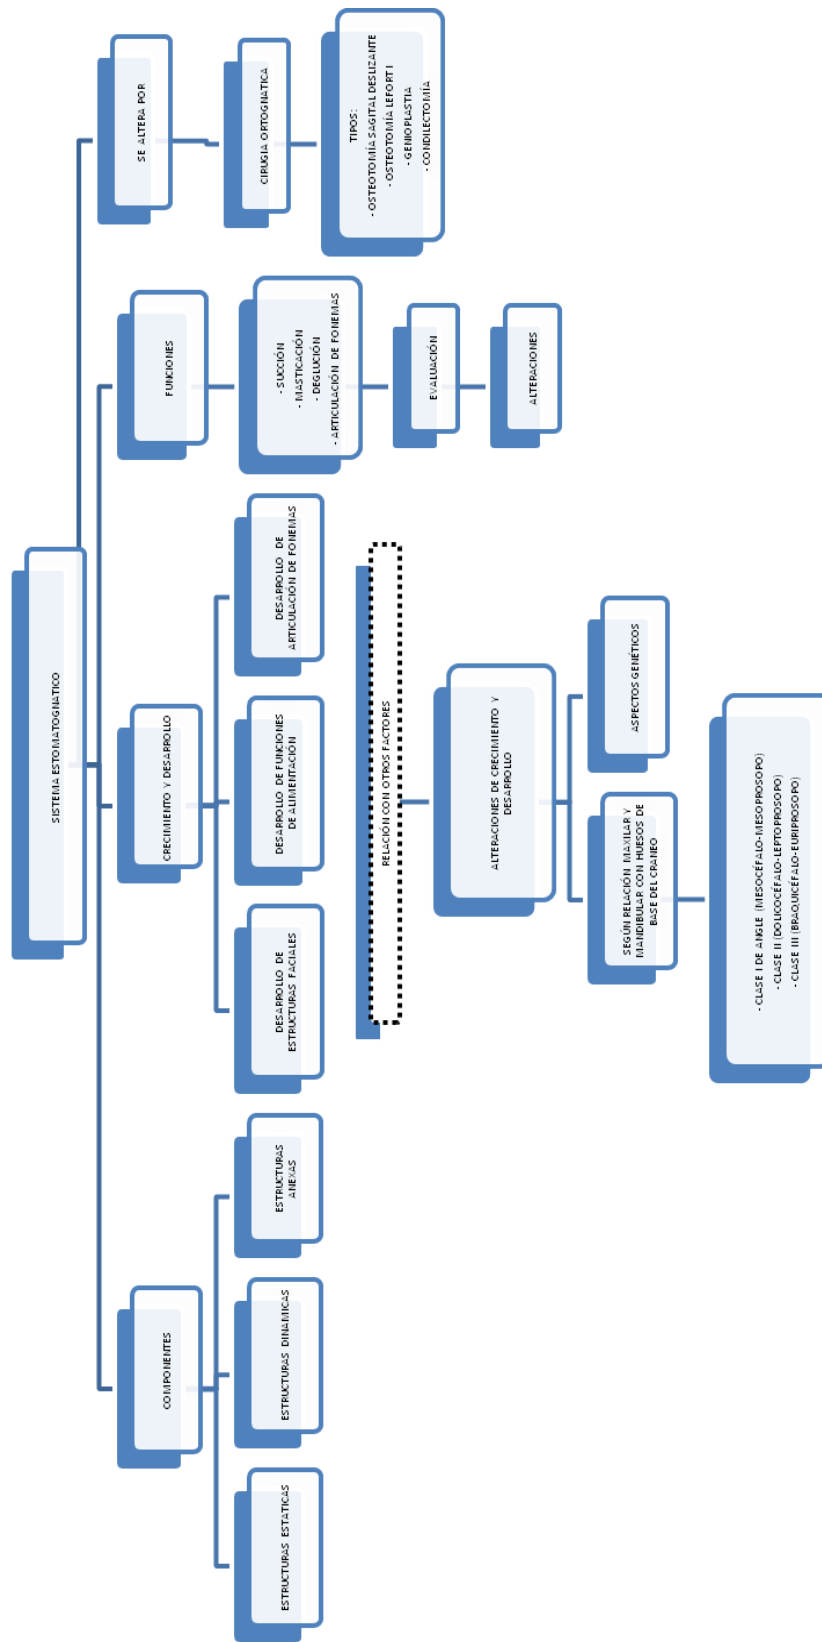 SISTEMA ESTOMATOGNATICO
COMPONENTES
ESTRUCTURAS ESTATICAS
ESTRUCTURAS DINAMICAS
ESTRUCTURAS
ANEXAS
CRECIMIENTO Y DESARROLLO
DESARROLLO DE
ESTRUCTURAS FACIALES
DESARROLLO DE FUNCIONES
DE ALIMENTACIÓN
DESARROLLO DE
ARTICULACIÓN DE FONEMAS
RELACIÓN CON OTROS FACTORES
ALTERACIONES DE CRECIMIENTO Y
DESARROLLO
SEGÚN RELACIÓN MAXILAR Y
MANDIBULAR CON HUESOS DE
BASE DEL CRANEO
- CLASE I DE ANGLE (MESOCÉFALO-MESOPROSOPO)
- CLASE II (DOLICOCÉFALO-LEPTOPROSOPO)
- CLASE III (BRAQUICÉFALO-EURIPROSOPO)
ASPECTOS GENÉTICOS
FUNCIONES
- SUCCIÓN
- MASTICACIÓN
- DEGLUCIÓN
- ARTICULACIÓN DE FONEMAS
EVALUACIÓN
ALTERACIONES
SE ALTERA POR
CIRUGIA ORTOGNATICA
TIPOS:
- OSTEOTOMÍA SAGITAL DESLIZANTE
- OSTEOTOMÍA LEFORT I
- GENIOPLASTIA
- CONDILECTOMÍA